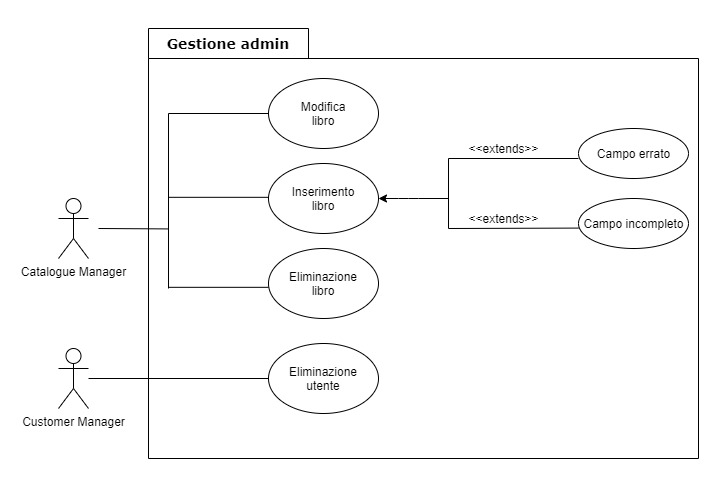 Gestione admin
Modifica
libro
<<extends>>
Campo errato
Inserimento
libro
<<extends>>
Campo incompleto
Catalogue Manager
Eliminazione
libro
Eliminazione
utente
Customer Manager